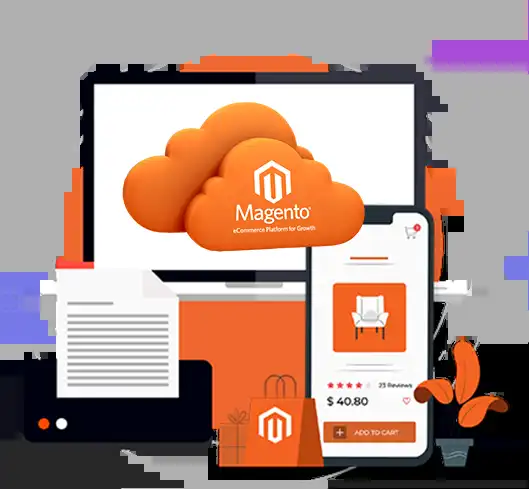 Magento®
eCommerce Platform for Growth
23 Reviews
$ 40.80
ADD TO CART